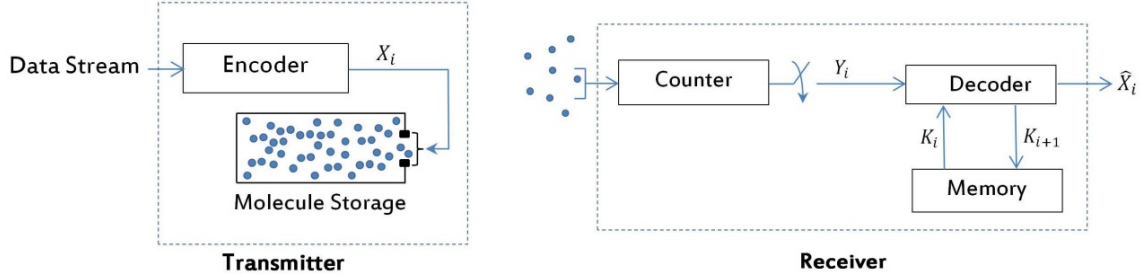 Data Stream
Encoder
X_i
Molecule Storage
Transmitter
Counter
Y_i
Decoder
X̂_i
K_i
K_{i+1}
Memory
Receiver